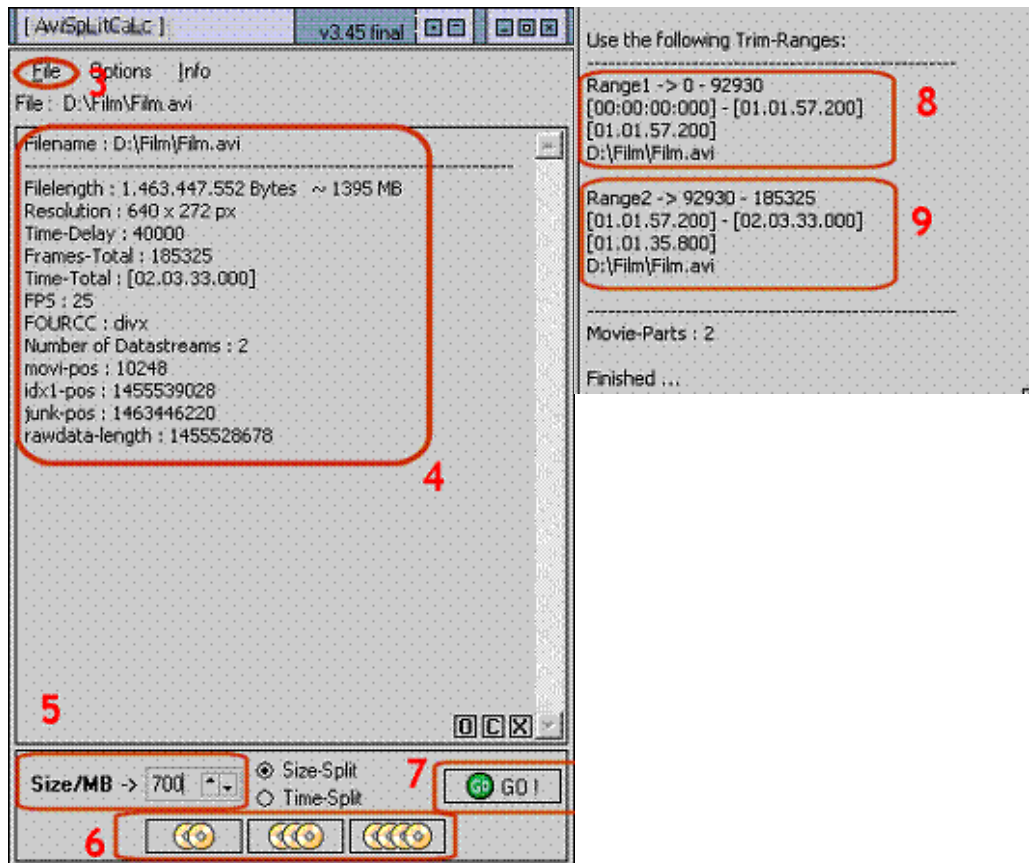 [ AviSpLitCaLc ]
v3.45 final
File Options Info
3
File : D:\Film\Film.avi
Filename : D:\Film\Film.avi
Filelength : 1.463.447.552 Bytes ~ 1395 MB
Resolution : 640 x 272 px
Time-Delay : 40000
Frames-Total : 185325
Time-Total : [02.03.33.000]
FPS : 25
FOURCC : divx
Number of Datastreams : 2
movi-pos : 10248
idx1-pos : 1455539028
junk-pos : 1463446220
rawdata-length : 1455528678
4
5
O C X
Size/MB -> 700
Size-Split
Time-Split
7
GO GO !
6
Use the following Trim-Ranges:
Range1 -> 0 - 92930
[00:00:00:000] - [01.01.57.200]
[01.01.57.200]
D:\Film\Film.avi
8
Range2 -> 92930 - 185325
[01.01.57.200] - [02.03.33.000]
[01.01.35.800]
D:\Film\Film.avi
9
Movie-Parts : 2
Finished ...